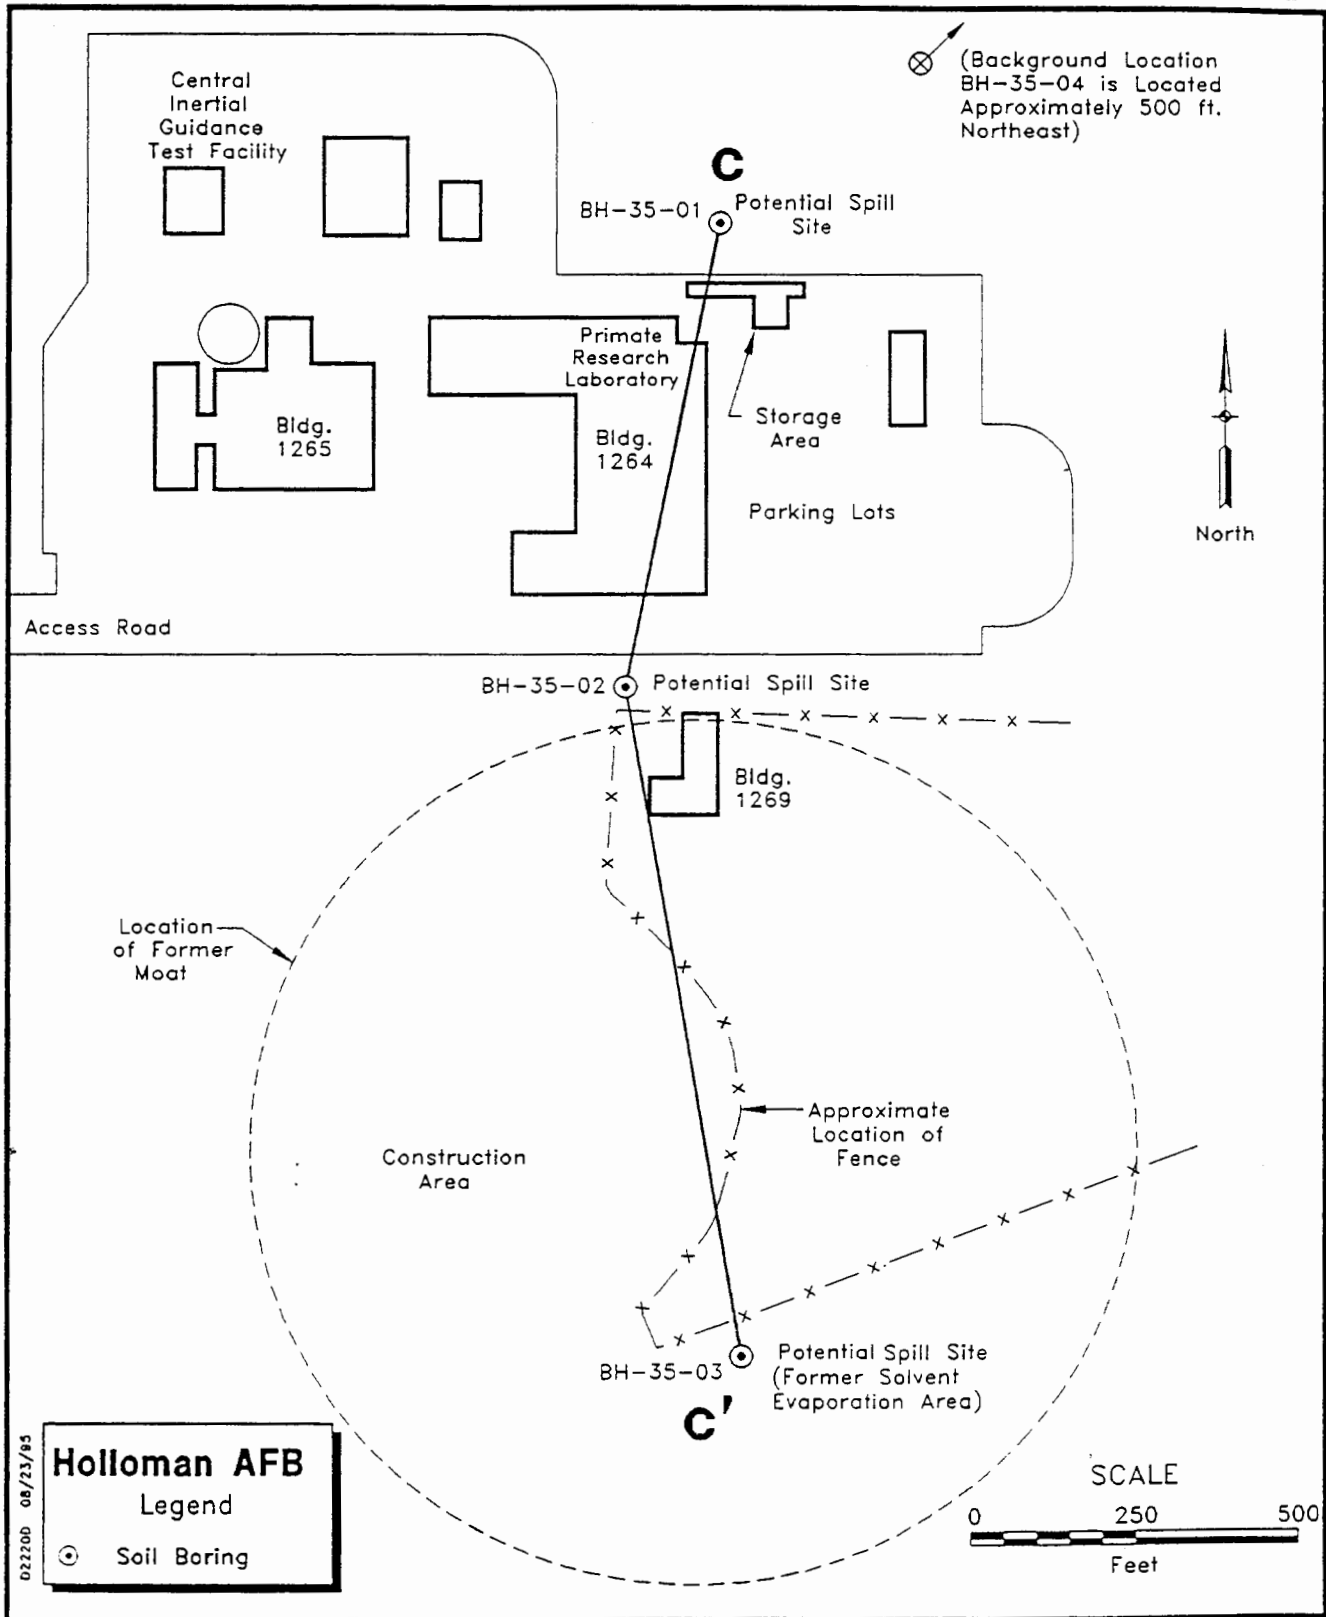 (Background Location
BH-35-04 is Located
Approximately 500 ft.
Northeast)
Central
Inertial
Guidance
Test Facility
C
BH-35-01
Potential Spill
Site
Primate
Research
Laboratory
Bldg.
1265
Bldg.
1264
Storage
Area
Parking Lots
North
Access Road
BH-35-02
Potential Spill Site
Bldg.
1269
Location
of Former
Moat
Approximate
Location of
Fence
Construction
Area
BH-35-03
Potential Spill Site
(Former Solvent
Evaporation Area)
C'
Holloman AFB
Legend
Soil Boring
D2220D 08/23/95
SCALE
0 250 500
Feet